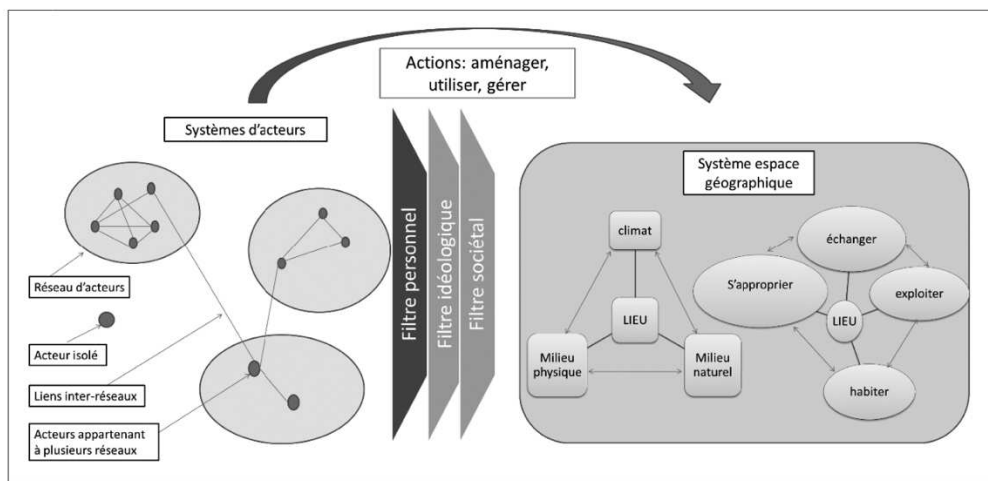 Actions: aménager,
utiliser, gérer
Systèmes d'acteurs
Réseau d'acteurs
Acteur isolé
Liens inter-réseaux
Acteurs appartenant
à plusieurs réseaux
Filtre personnel
Filtre idéologique
Filtre sociétal
Système espace
géographique
climat
LIEU
Milieu
physique
Milieu
naturel
échanger
S'approprier
exploiter
LIEU
habiter